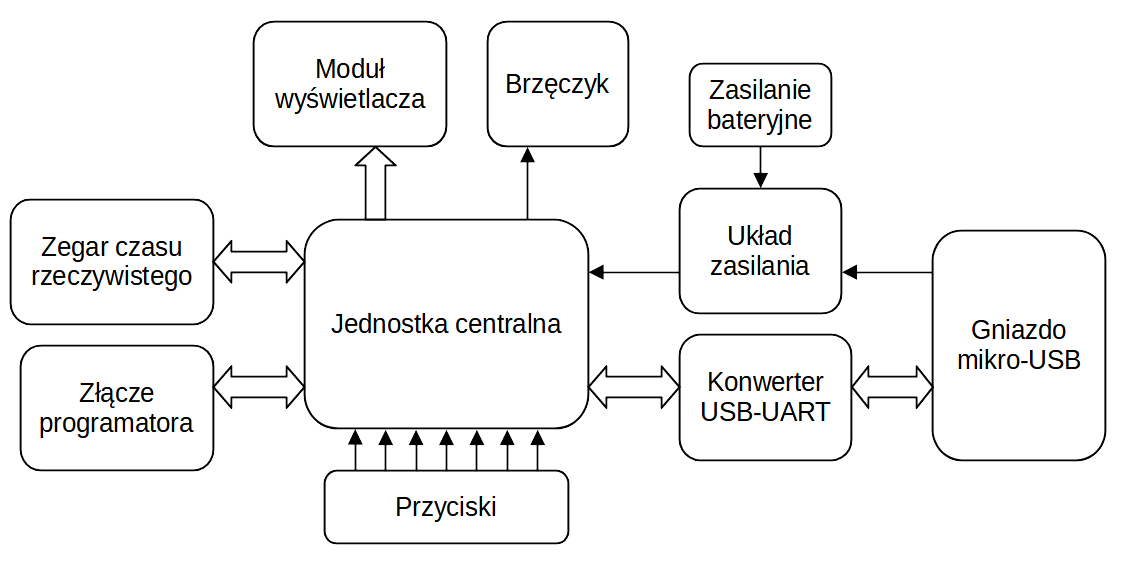 Moduł
wyświetlacza
Brzęczyk
Zasilanie
bateryjne
Zegar czasu
rzeczywistego
Układ
zasilania
Jednostka centralna
Gniazdo
mikro-USB
Złącze
programatora
Konwerter
USB-UART
Przyciski